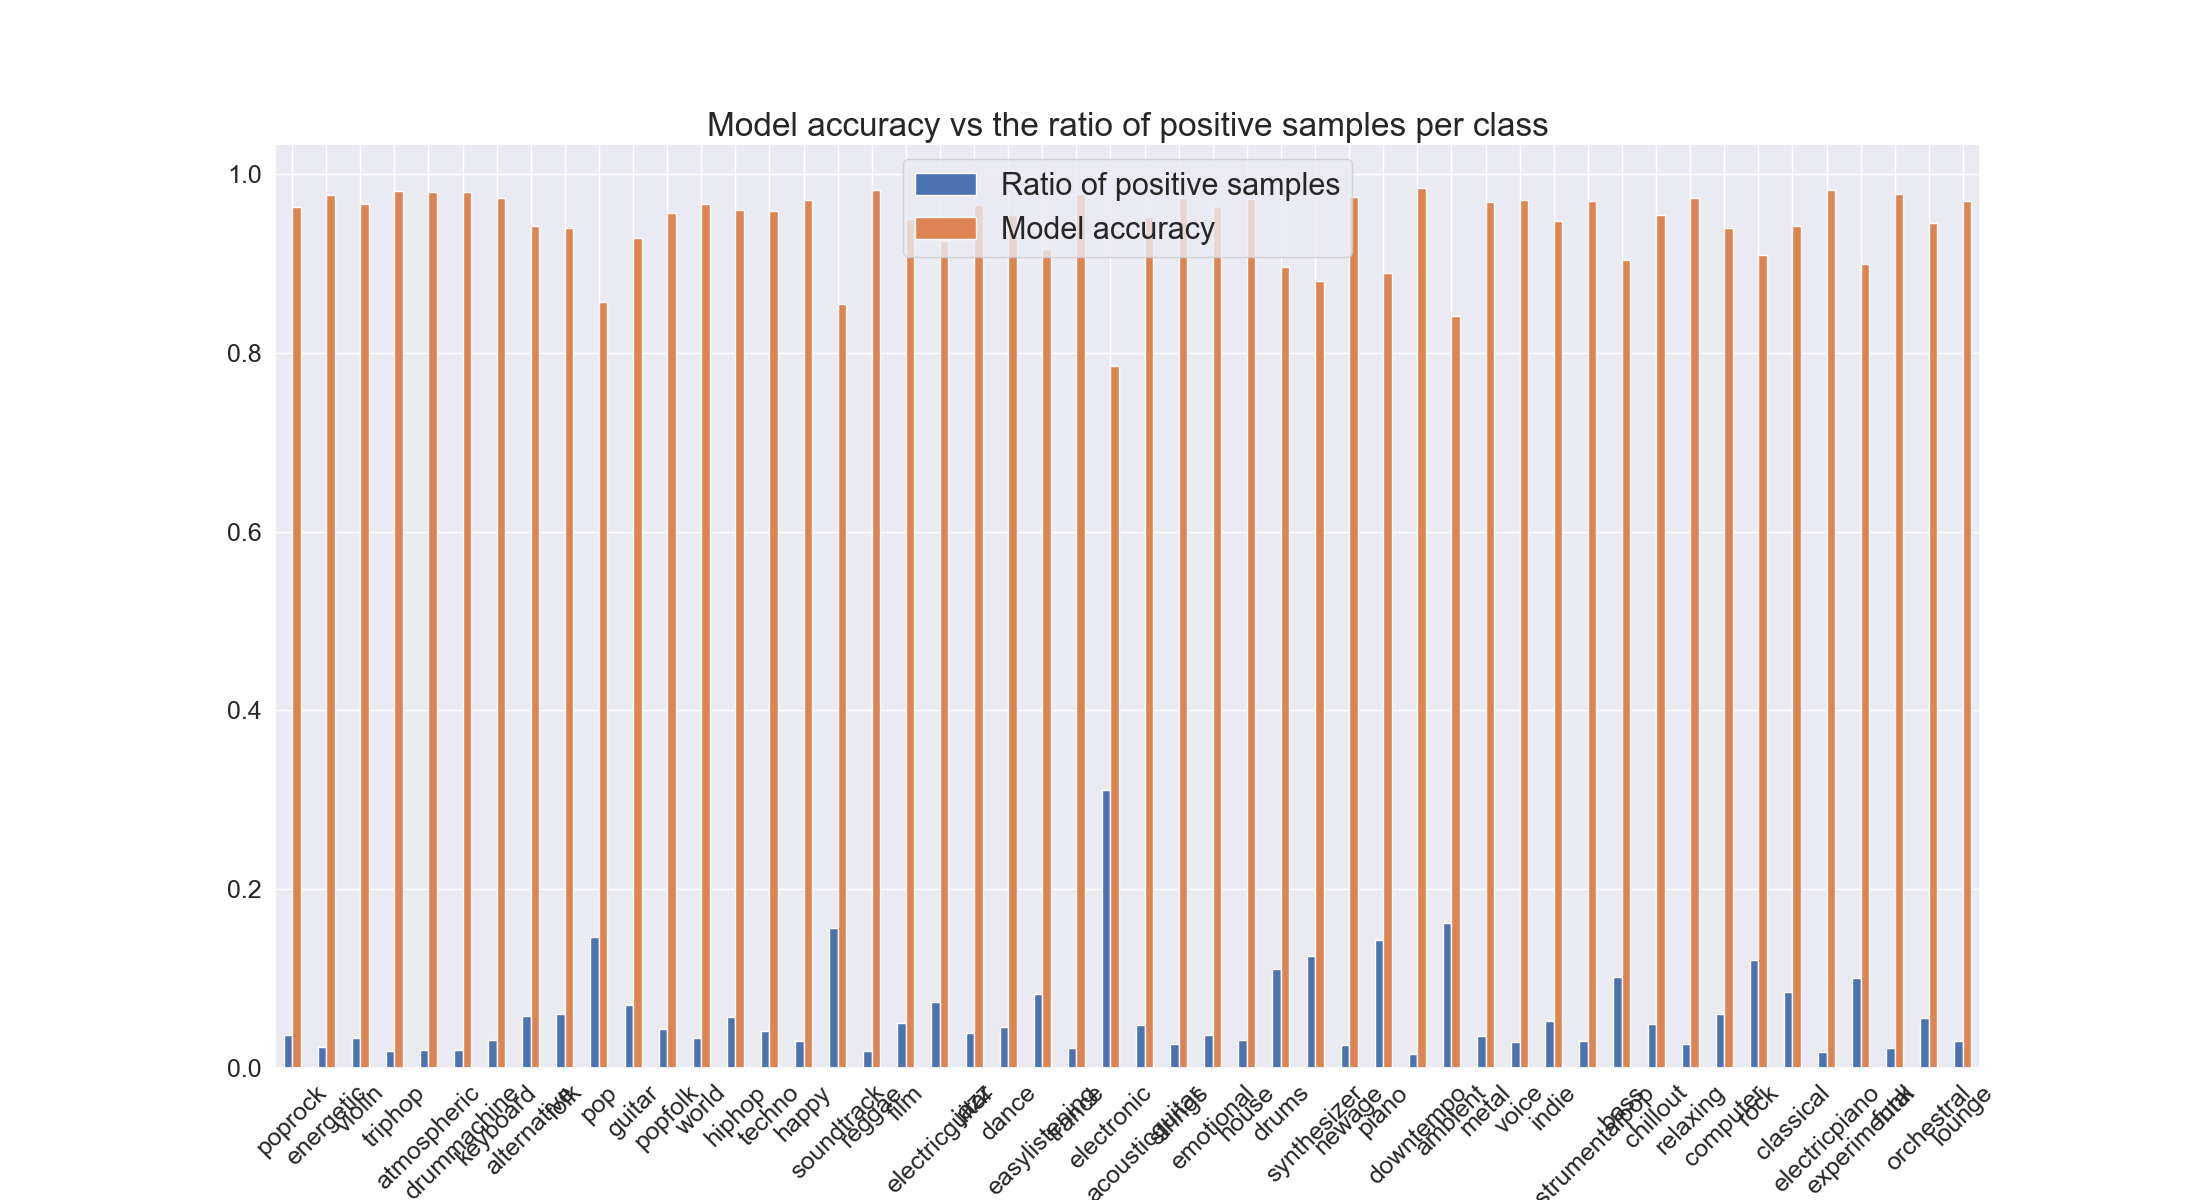 Model accuracy vs the ratio of positive samples per class
Ratio of positive samples
Model accuracy
1.0
0.8
0.6
0.4
0.2
0.0
poprock
energetic
violin
triphop
atmospheric
drummachine
keyboard
alternative
folk
pop
guitar
popfolk
world
hiphop
techno
happy
soundtrack
reggae
film
electricguitar
jazz
dance
easylistening
trance
electronic
acousticguitar
strings
emotional
house
drums
synthesizer
newage
piano
downtempo
ambient
metal
voice
indie
bass
chillout
relaxing
computer
rock
classical
electricpiano
experimental
orchestral
lounge